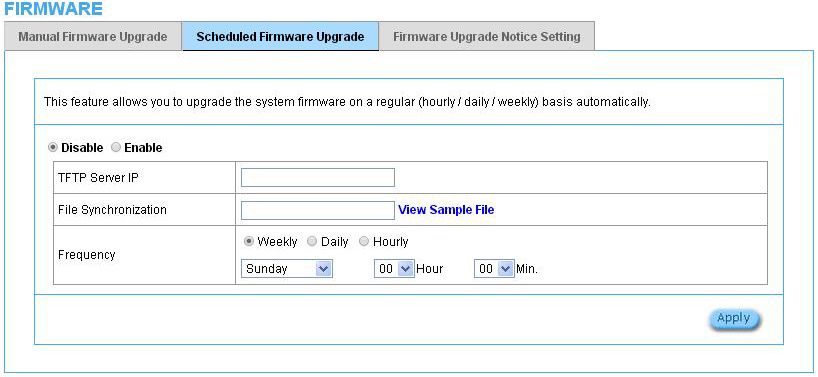 FIRMWARE
Manual Firmware Upgrade Scheduled Firmware Upgrade Firmware Upgrade Notice Setting
This feature allows you to upgrade the system firmware on a regular (hourly / daily / weekly) basis automatically.
Disable Enable
TFTP Server IP
File Synchronization View Sample File
Weekly Daily Hourly
Frequency
Sunday 00 Hour 00 Min.
Apply